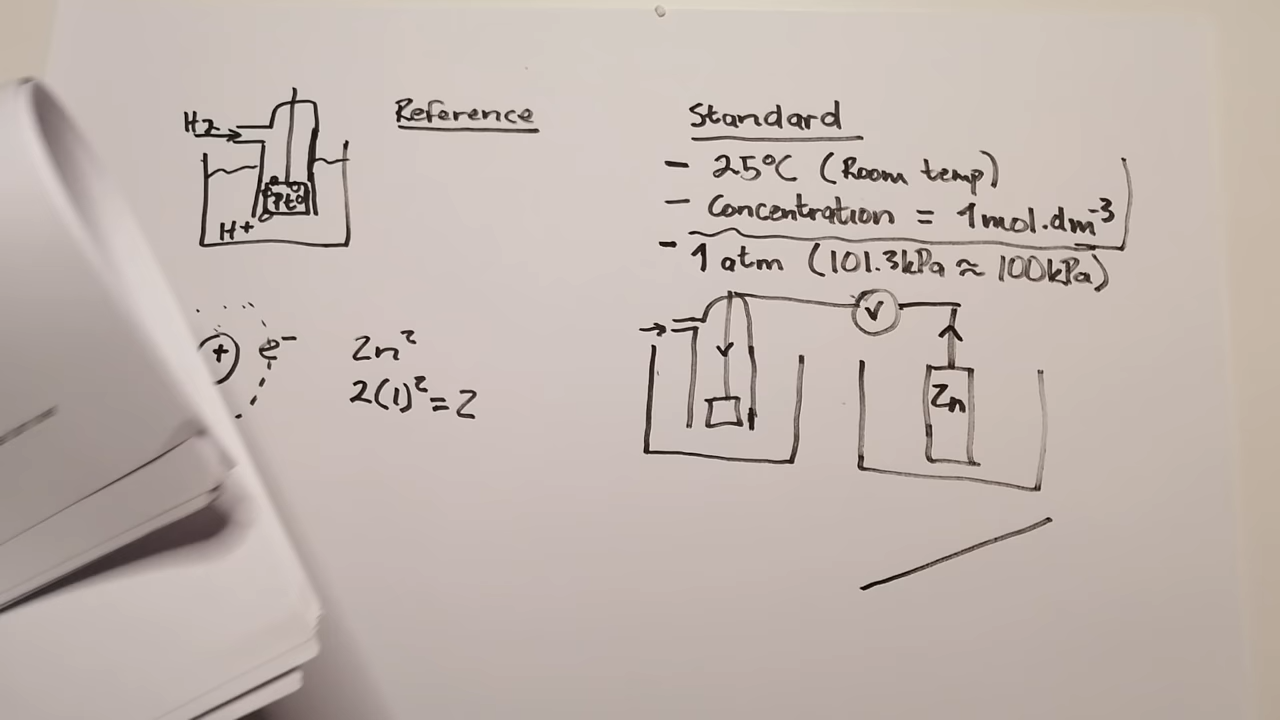 H2
Pt
H+
Reference
Standard
- 25°C (Room temp)
- Concentration = 1mol.dm⁻³
- 1 atm (101.3kPa ≈ 100kPa)
+ e⁻
2n²
2(1)² = 2
V
Zn